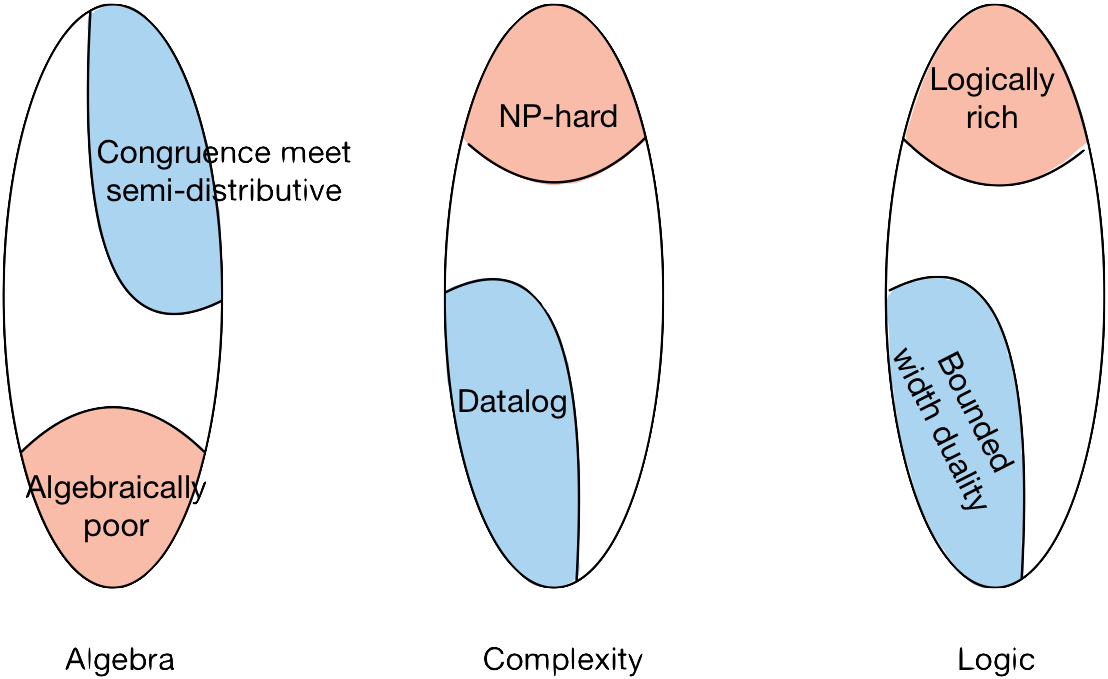 Congruence meet
semi-distributive
Algebraically
poor
Algebra
NP-hard
Datalog
Complexity
Logically
rich
Bounded
width duality
Logic